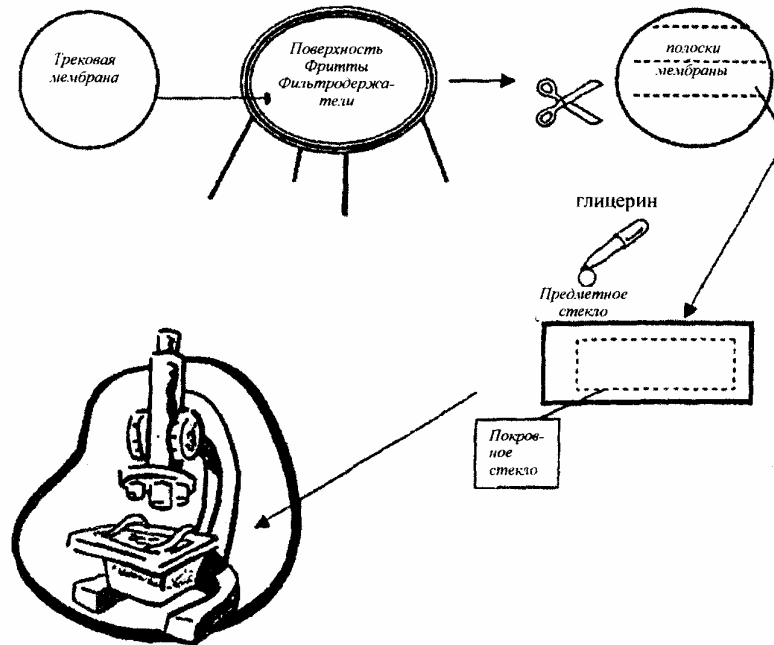 Трековая
мембрана
Поверхность
Фритты
Фильтродержа-
тели
полоски
мембраны
глицерин
Предметное
стекло
Покров-
ное
стекло